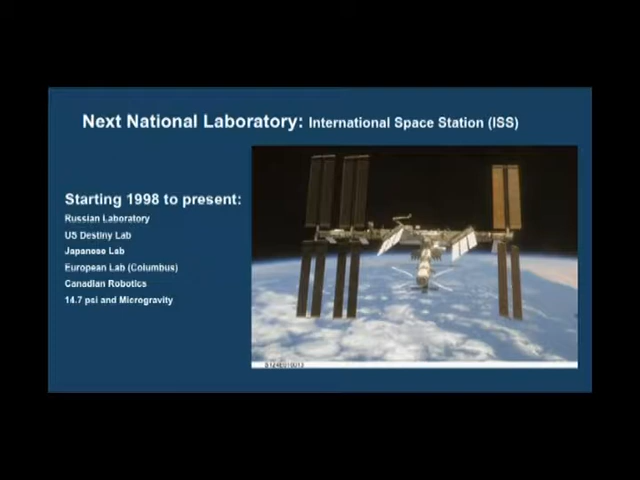 Next National Laboratory: International Space Station (ISS)
Starting 1998 to present:
Russian Laboratory
US Destiny Lab
Japanese Lab
European Lab (Columbus)
Canadian Robotics
14.7 psi and Microgravity